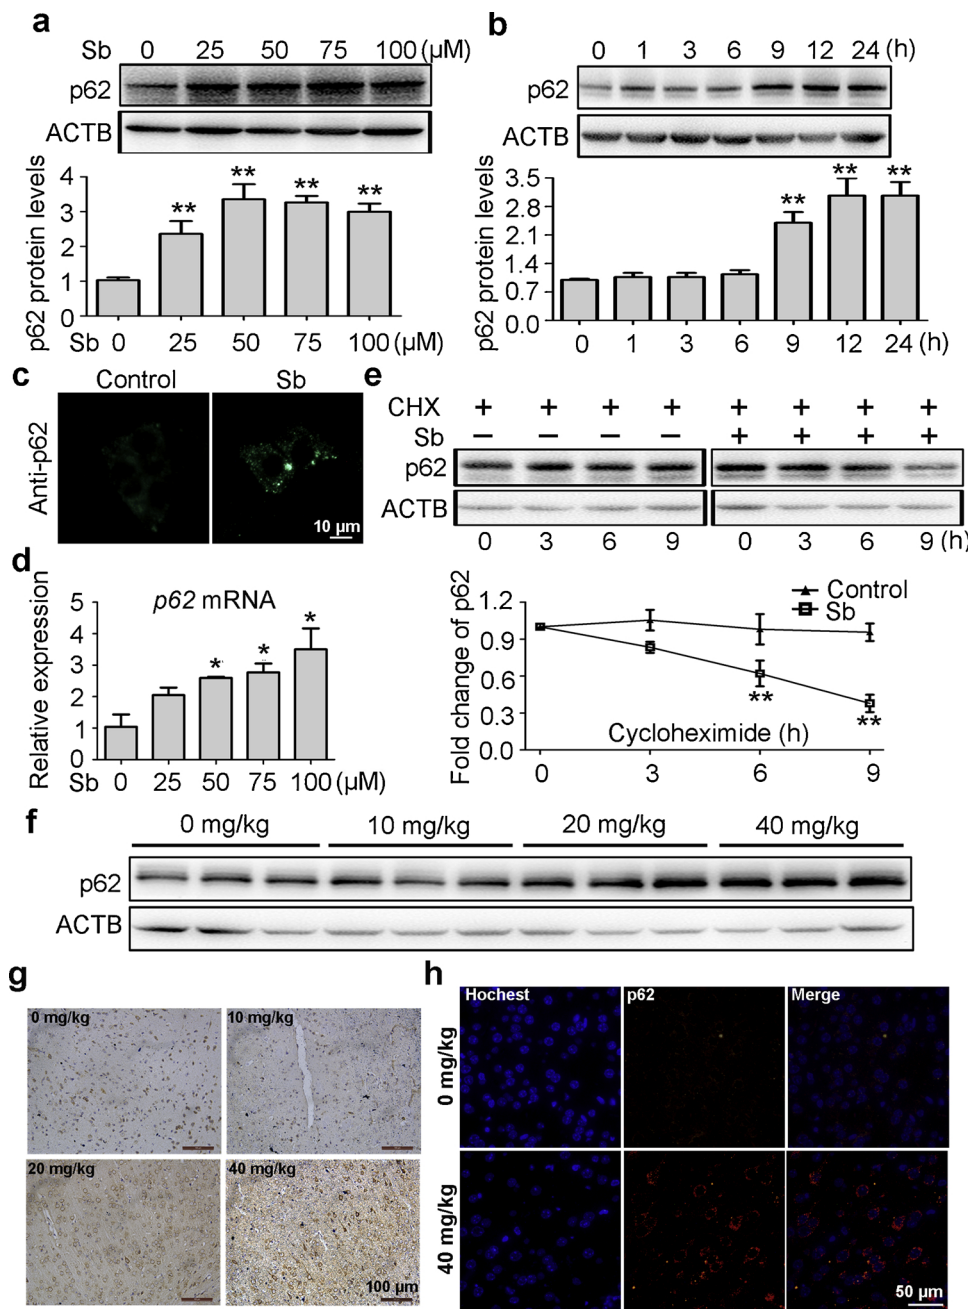 a
Sb 0 25 50 75 100 (μM)
p62
ACTB
p62 protein levels
4
3
2
1
0
** ** ** **
Sb 0 25 50 75 100 (μM)
b
0 1 3 6 9 12 24 (h)
p62
ACTB
p62 protein levels
3.5
2.8
2.1
1.4
0.7
0.0
** ** **
0 1 3 6 9 12 24 (h)
c
Control Sb
Anti-p62
10 μm
e
CHX + + + + + + + +
Sb − − − − + + + +
p62
ACTB
0 3 6 9 0 3 6 9 (h)
d
p62 mRNA
Relative expression
5
4
3
2
1
0
* * *
Sb 0 25 50 75 100 (μM)
Fold change of p62
1.2
0.9
0.6
0.3
0.0
Control
Sb
** **
Cycloheximide (h)
0 3 6 9
f
0 mg/kg 10 mg/kg 20 mg/kg 40 mg/kg
p62
ACTB
g
0 mg/kg 10 mg/kg
20 mg/kg 40 mg/kg
100 μm
h
Hochest p62 Merge
0 mg/kg
40 mg/kg
50 μm